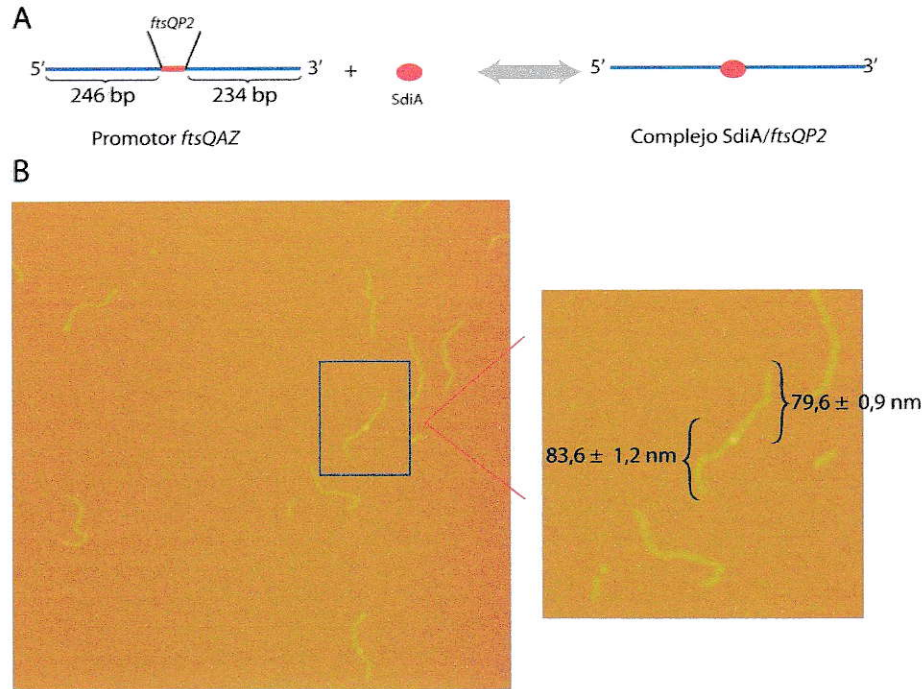 A
ftsQP2
5' 3' + SdiA 5' 3'
246 bp 234 bp
Promotor ftsQAZ Complejo SdiA/ftsQP2
B
79,6 ± 0,9 nm
83,6 ± 1,2 nm